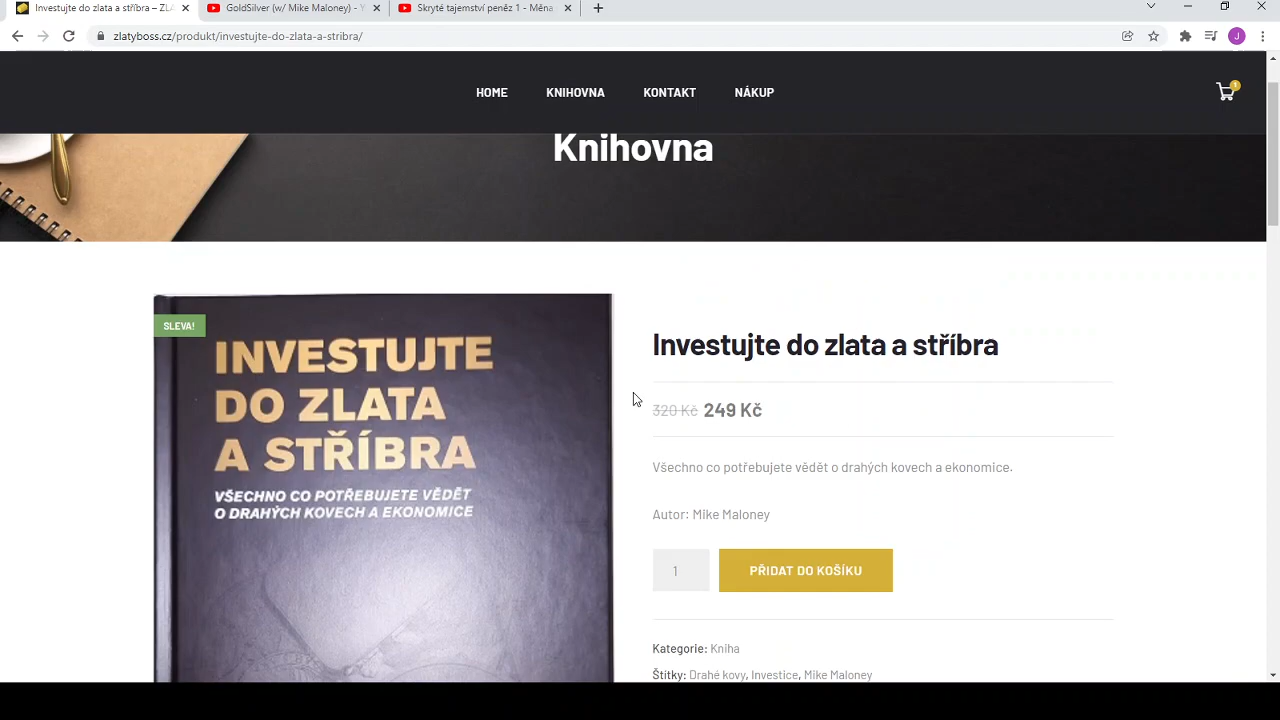 Investujte do zlata a stříbra – ZLA
GoldSilver (w/ Mike Maloney) - Y
Skryté tajemství peněz 1 - Měna
zlatyboss.cz/produkt/investujte-do-zlata-a-stribra/
J
HOME KNIHOVNA KONTAKT NÁKUP
1
Knihovna
SLEVA!
INVESTUJTE
DO ZLATA
A STŘÍBRA
VŠECHNO CO POTŘEBUJETE VĚDĚT
O DRAHÝCH KOVECH A EKONOMICE
Investujte do zlata a stříbra
320 Kč 249 Kč
Všechno co potřebujete vědět o drahých kovech a ekonomice.
Autor: Mike Maloney
1 PŘIDAT DO KOŠÍKU
Kategorie: Kniha
Štítky: Drahé kovy, Investice, Mike Maloney